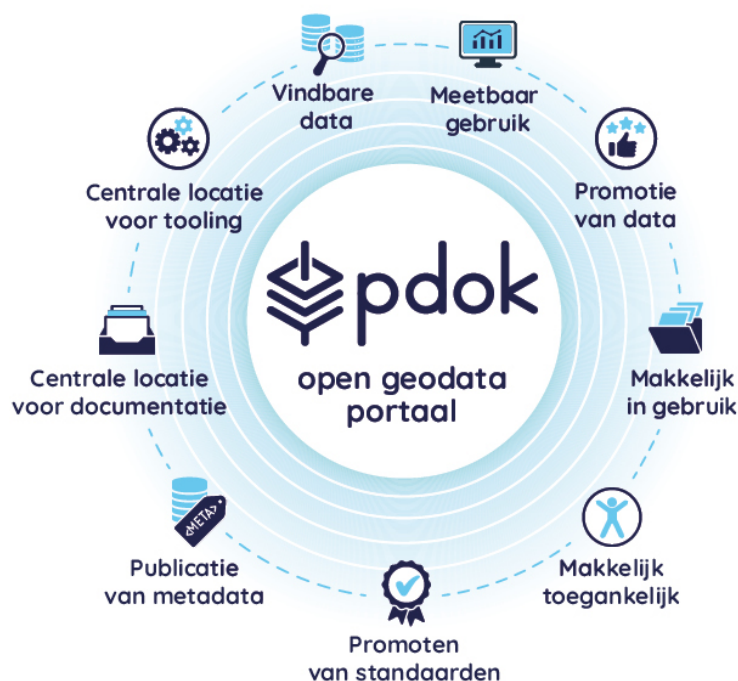 Vindbare
data
Meetbaar
gebruik
Promotie
van data
Makkelijk
in gebruik
Makkelijk
toegankelijk
Promoten
van standaarden
<META>
Publicatie
van metadata
Centrale locatie
voor documentatie
Centrale locatie
voor tooling
pdok
open geodata
portaal